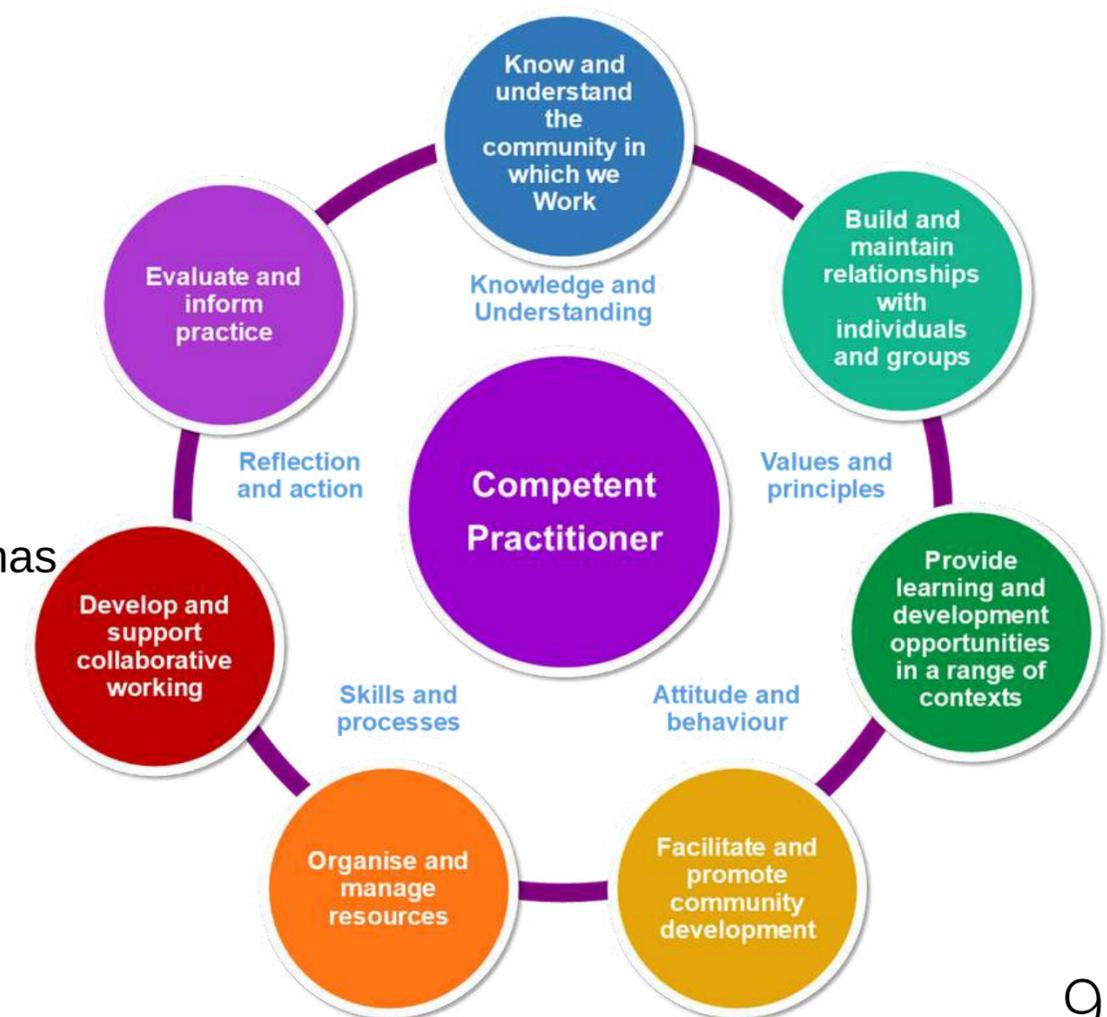 Know and
understand
the
community in
which we
Work
Build and
maintain
relationships
with
individuals
and groups
Provide
learning and
development
opportunities
in a range of
contexts
Facilitate and
promote
community
development
Organise and
manage
resources
Develop and
support
collaborative
working
Evaluate and
inform
practice
Knowledge and
Understanding
Values and
principles
Attitude and
behaviour
Skills and
processes
Reflection
and action
Competent
Practitioner
9